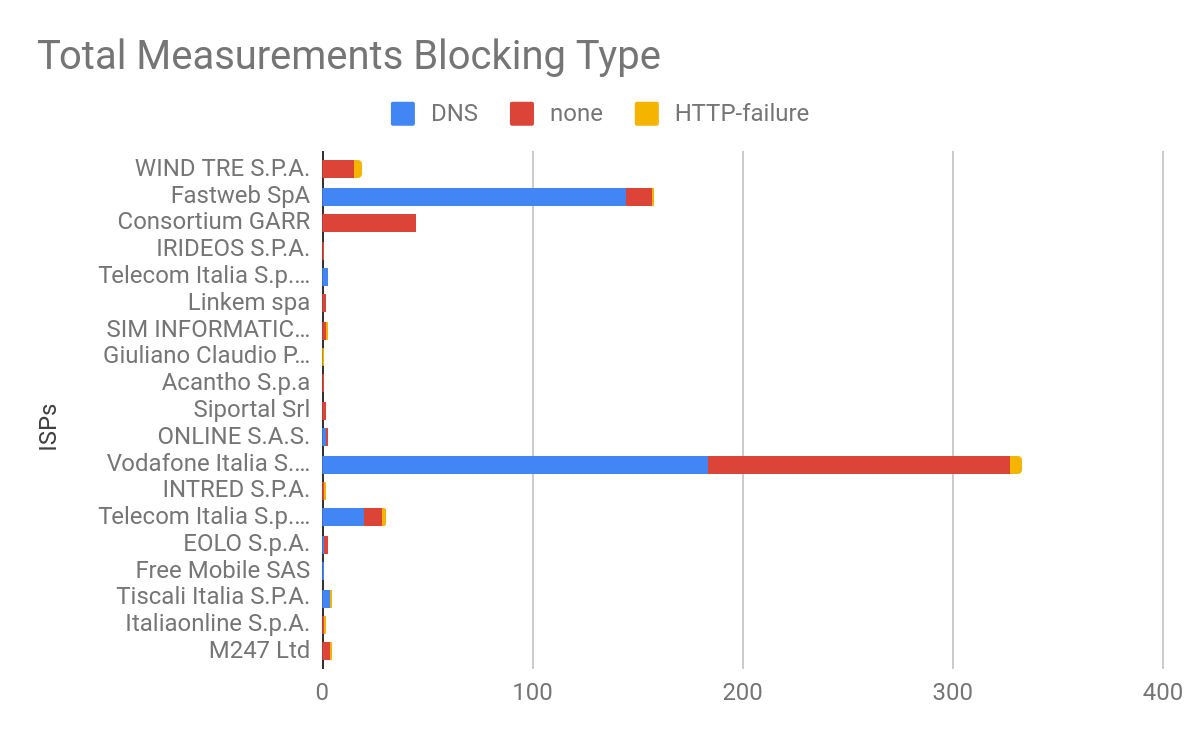 Total Measurements Blocking Type
DNS none HTTP-failure
WIND TRE S.P.A.
Fastweb SpA
Consortium GARR
IRIDEOS S.P.A.
Telecom Italia S.p.…
Linkem spa
SIM INFORMATIC…
Giuliano Claudio P…
Acantho S.p.a
Siportal Srl
ONLINE S.A.S.
Vodafone Italia S.…
INTRED S.P.A.
Telecom Italia S.p.…
EOLO S.p.A.
Free Mobile SAS
Tiscali Italia S.P.A.
Italiaonline S.p.A.
M247 Ltd
ISPs
0 100 200 300 400